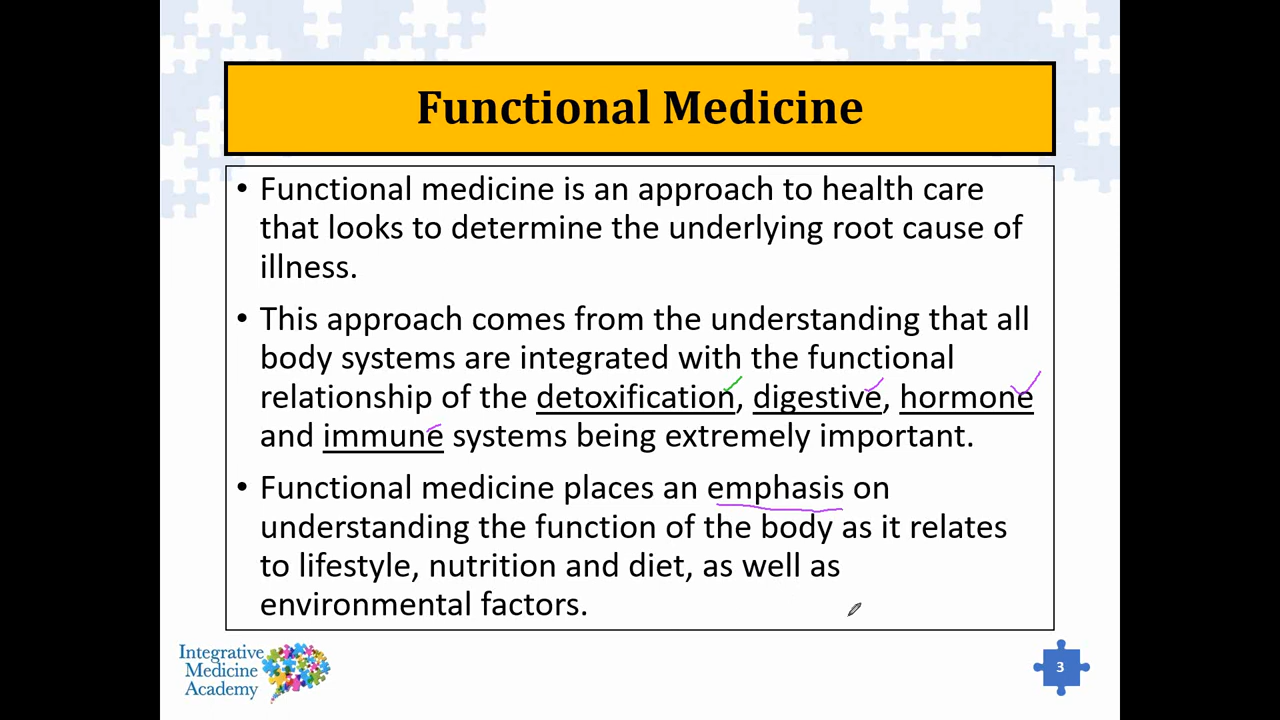 Functional Medicine
• Functional medicine is an approach to health care
that looks to determine the underlying root cause of
illness.
• This approach comes from the understanding that all
body systems are integrated with the functional
relationship of the detoxification, digestive, hormone
and immune systems being extremely important.
• Functional medicine places an emphasis on
understanding the function of the body as it relates
to lifestyle, nutrition and diet, as well as
environmental factors.
Integrative
Medicine
Academy
3